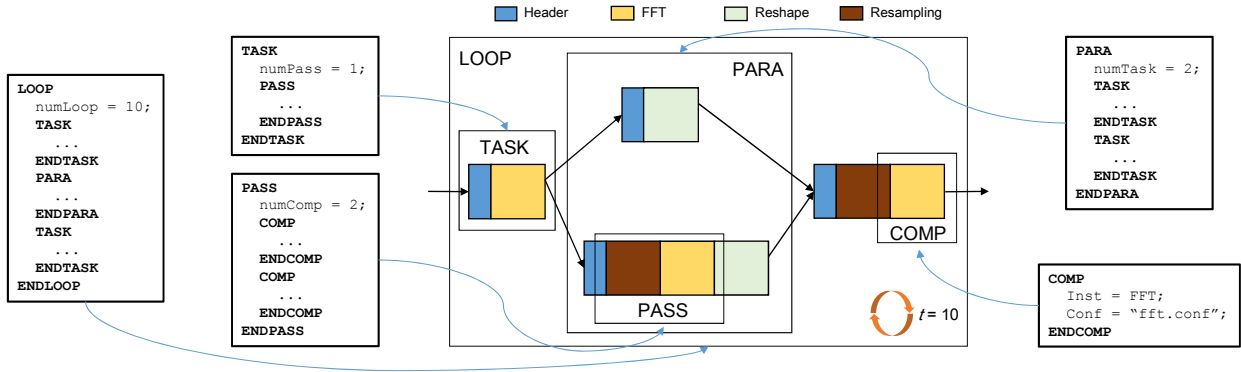 Header
FFT
Reshape
Resampling
LOOP
numLoop = 10;
TASK
...
ENDTASK
PARA
...
ENDPARA
TASK
...
ENDTASK
ENDLOOP
TASK
numPass = 1;
PASS
...
ENDPASS
ENDTASK
PASS
numComp = 2;
COMP
...
ENDCOMP
COMP
...
ENDCOMP
ENDPASS
LOOP
PARA
TASK
PASS
COMP
t = 10
PARA
numTask = 2;
TASK
...
ENDTASK
TASK
...
ENDTASK
ENDPARA
COMP
Inst = FFT;
Conf = “fft.conf”;
ENDCOMP